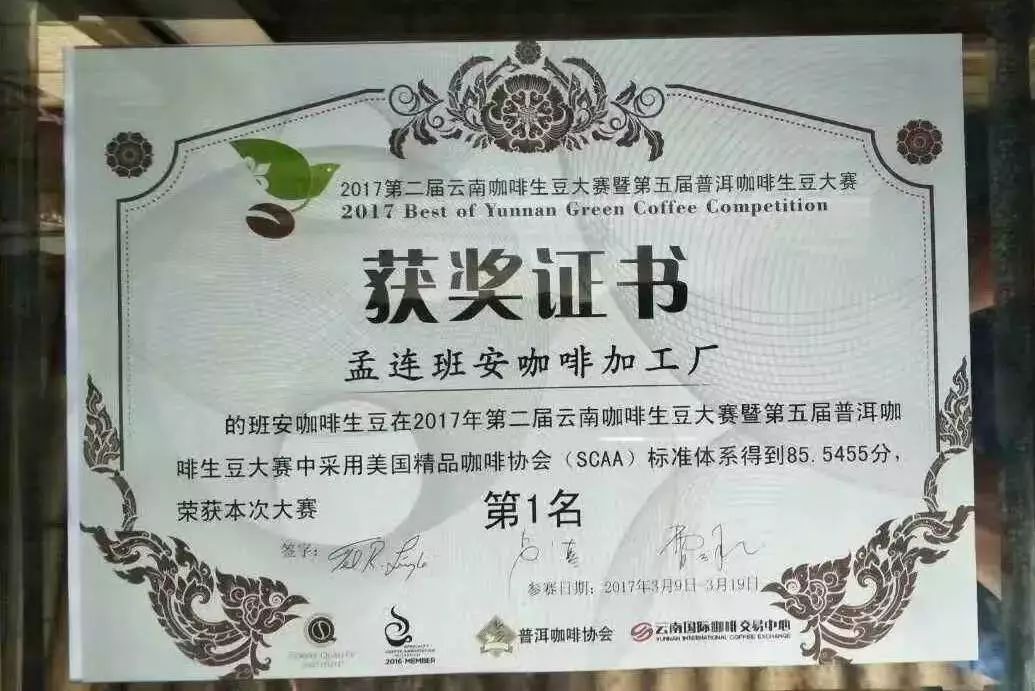 2017第二届云南咖啡生豆大赛暨第五届普洱咖啡生豆大赛
2017 Best of Yunnan Green Coffee Competition
获奖证书
孟连班安咖啡加工厂
的班安咖啡生豆在2017年第二届云南咖啡生豆大赛暨第五届普洱咖
啡生豆大赛中采用美国精品咖啡协会（SCAA）标准体系得到85.5455分，
荣获本次大赛
第1名
签字：
参赛日期：2017年3月9日-3月19日
2016 MEMBER
普洱咖啡协会
云南国际咖啡交易中心
YUNNAN INTERNATIONAL COFFEE EXCHANGE